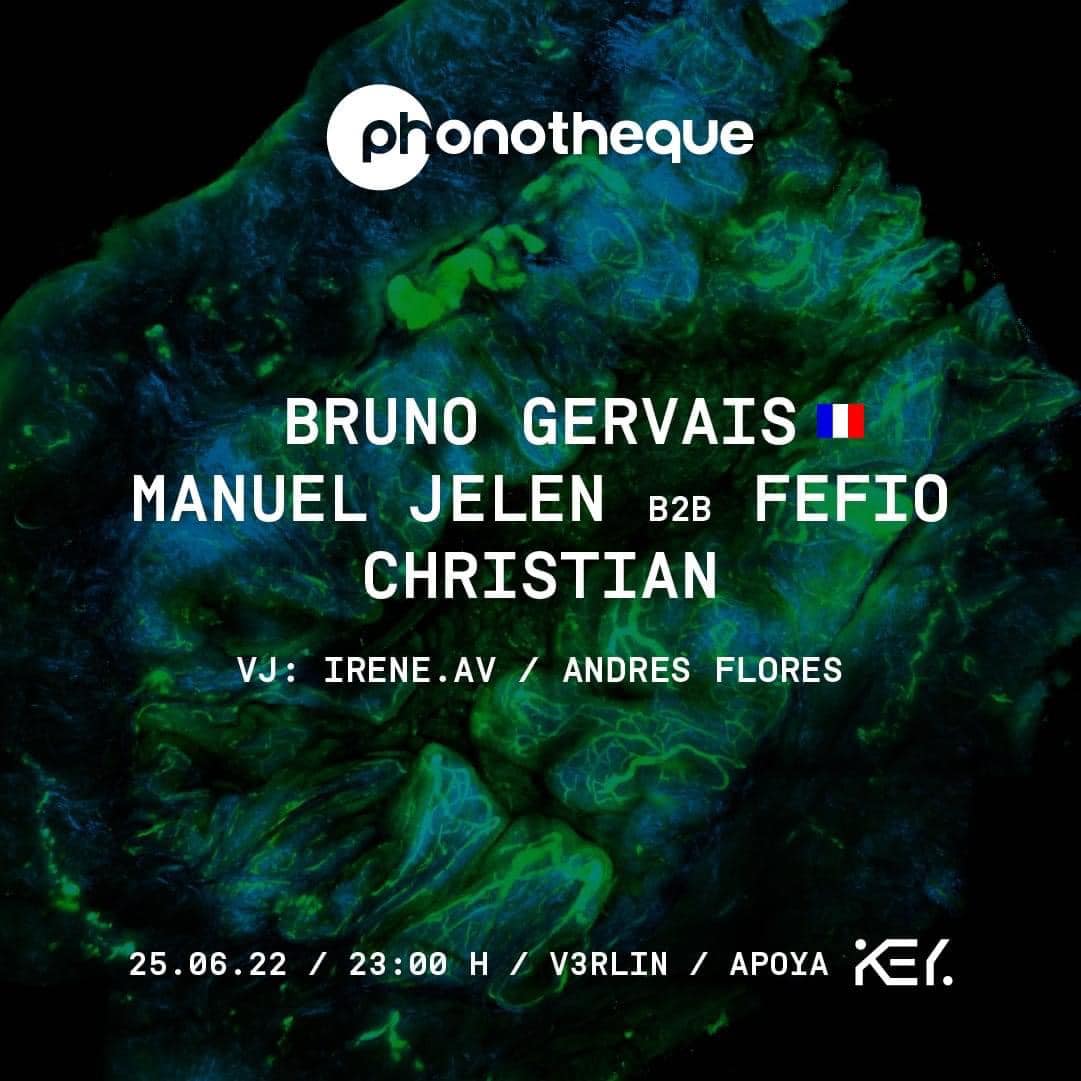 phonotheque
BRUNO GERVAIS
MANUEL JELEN B2B FEFIO
CHRISTIAN
VJ: IRENE.AV / ANDRES FLORES
25.06.22 / 23:00 H / V3RLIN / APOYA KEY.